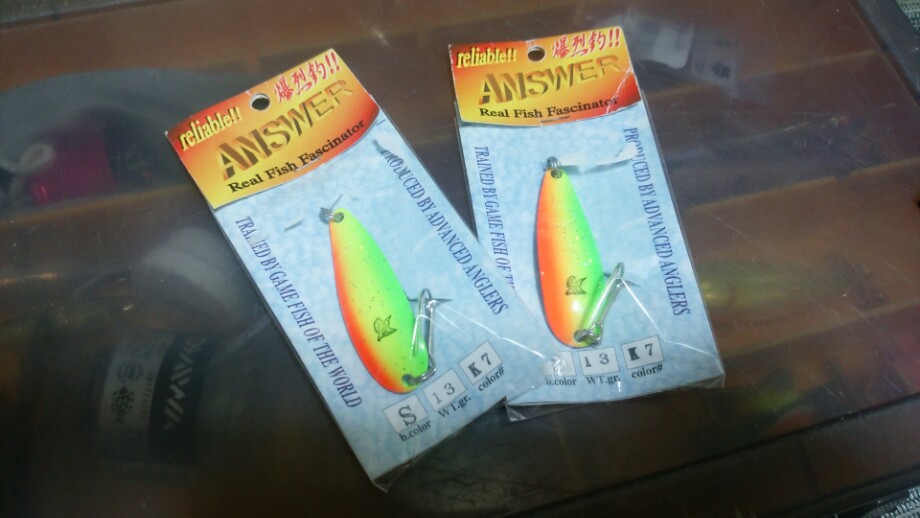 reliable!! 爆烈釣!!
ANSWER
Real Fish Fascinator
TRAINED BY GAME FISH OF THE WORLD
PRODUCED BY ADVANCED ANGLERS
S 13 K7
b.color WT.gr. color#
reliable!! 爆烈釣!!
ANSWER
Real Fish Fascinator
TRAINED BY GAME FISH OF
PRODUCED BY ADVANCED ANGLERS
13 K7
b.color WT.gr. color#
DAIWA